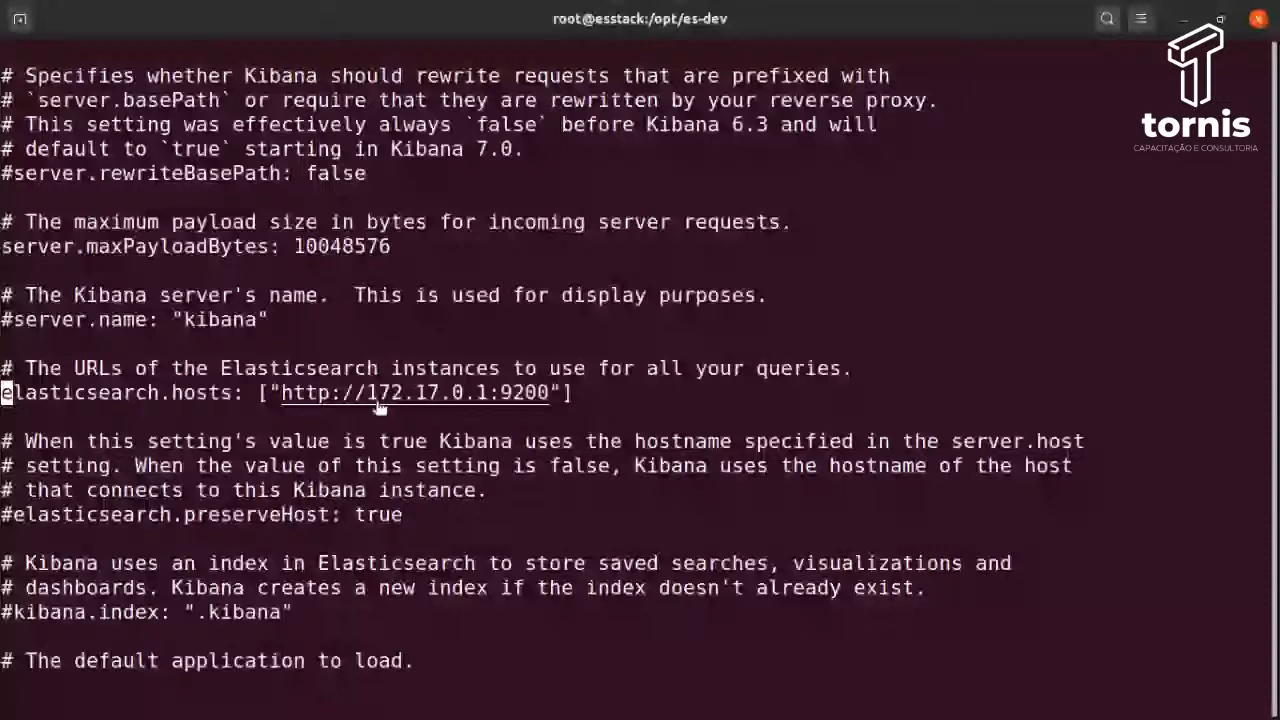 root@esstack:/opt/es-dev
tornis
CAPACITAÇÃO E CONSULTORIA
# Specifies whether Kibana should rewrite requests that are prefixed with
# `server.basePath` or require that they are rewritten by your reverse proxy.
# This setting was effectively always `false` before Kibana 6.3 and will
# default to `true` starting in Kibana 7.0.
#server.rewriteBasePath: false
# The maximum payload size in bytes for incoming server requests.
server.maxPayloadBytes: 10048576
# The Kibana server's name.  This is used for display purposes.
#server.name: "kibana"
# The URLs of the Elasticsearch instances to use for all your queries.
elasticsearch.hosts: ["http://172.17.0.1:9200"]
# When this setting's value is true Kibana uses the hostname specified in the server.host
# setting. When the value of this setting is false, Kibana uses the hostname of the host
# that connects to this Kibana instance.
#elasticsearch.preserveHost: true
# Kibana uses an index in Elasticsearch to store saved searches, visualizations and
# dashboards. Kibana creates a new index if the index doesn't already exist.
#kibana.index: ".kibana"
# The default application to load.